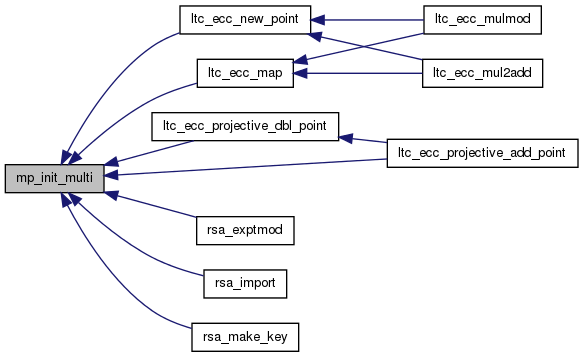 ltc_ecc_new_point
ltc_ecc_mulmod
ltc_ecc_map
ltc_ecc_mul2add
ltc_ecc_projective_dbl_point
ltc_ecc_projective_add_point
mp_init_multi
rsa_exptmod
rsa_import
rsa_make_key